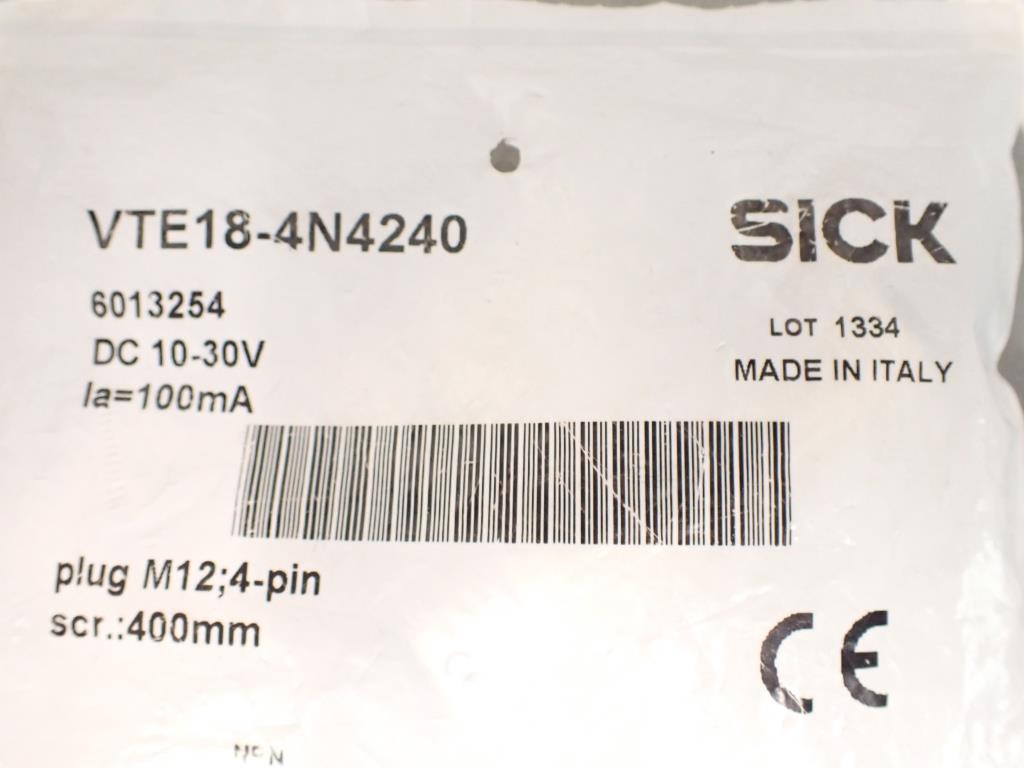 VTE18-4N4240
SICK
6013254
LOT 1334
DC 10-30V
MADE IN ITALY
Ia=100mA
plug M12;4-pin
scr.:400mm
CE